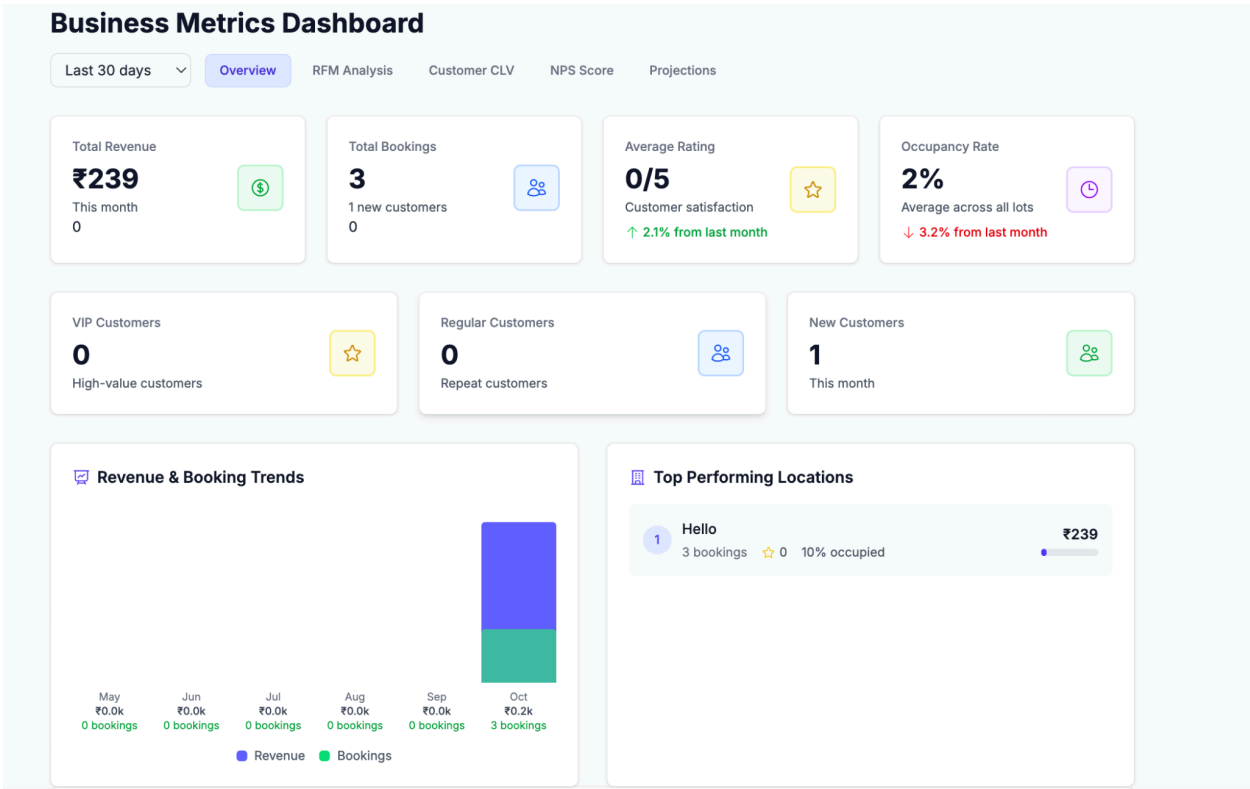 Business Metrics Dashboard
Last 30 days
Overview
RFM Analysis
Customer CLV
NPS Score
Projections
Total Revenue
₹239
This month
0
Total Bookings
3
1 new customers
0
Average Rating
0/5
Customer satisfaction
↑ 2.1% from last month
Occupancy Rate
2%
Average across all lots
↓ 3.2% from last month
VIP Customers
0
High-value customers
Regular Customers
0
Repeat customers
New Customers
1
This month
Revenue & Booking Trends
May
₹0.0k
0 bookings
Jun
₹0.0k
0 bookings
Jul
₹0.0k
0 bookings
Aug
₹0.0k
0 bookings
Sep
₹0.0k
0 bookings
Oct
₹0.2k
3 bookings
Revenue
Bookings
Top Performing Locations
1
Hello
3 bookings
0
10% occupied
₹239